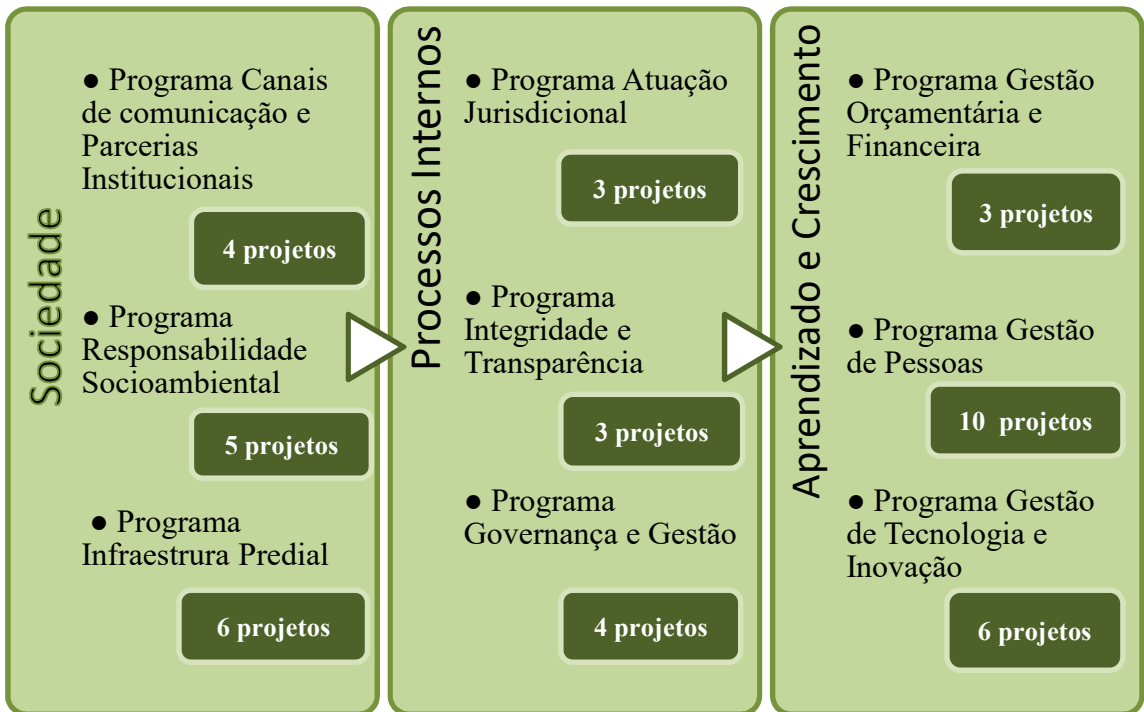 Sociedade
● Programa Canais
de comunicação e
Parcerias
Institucionais
4 projetos
● Programa
Responsabilidade
Socioambiental
5 projetos
● Programa
Infraestrura Predial
6 projetos
Processos Internos
● Programa Atuação
Jurisdicional
3 projetos
● Programa
Integridade e
Transparência
3 projetos
● Programa
Governança e Gestão
4 projetos
Aprendizado e Crescimento
● Programa Gestão
Orçamentária e
Financeira
3 projetos
● Programa Gestão
de Pessoas
10 projetos
● Programa Gestão
de Tecnologia e
Inovação
6 projetos